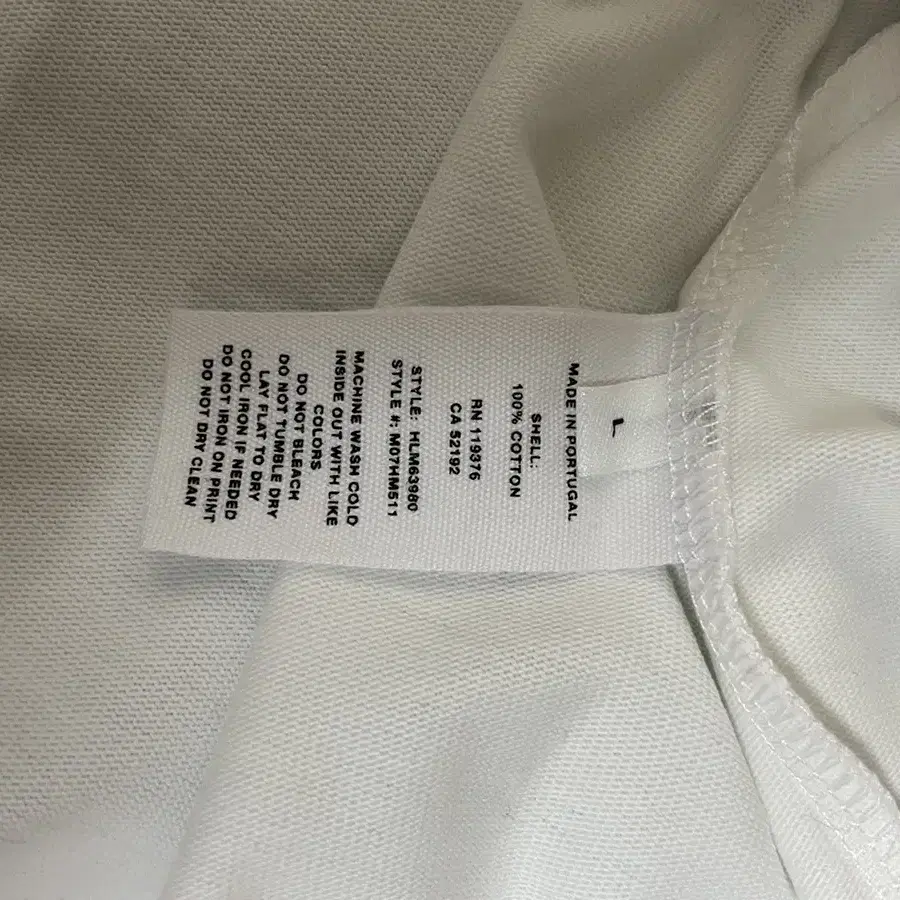 L
MADE IN PORTUGAL
SHELL:
100% COTTON
RN 119376
CA 52192
STYLE: HLM63980
STYLE #: M07HM511
MACHINE WASH COLD
INSIDE OUT WITH LIKE
COLORS
DO NOT BLEACH
DO NOT TUMBLE DRY
LAY FLAT TO DRY
COOL IRON IF NEEDED
DO NOT IRON ON PRINT
DO NOT DRY CLEAN